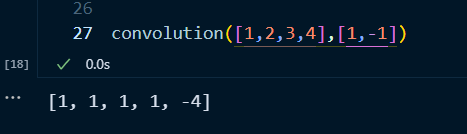 26
27 convolution([1,2,3,4],[1,-1])
[18] ✓ 0.0s
... [1, 1, 1, 1, -4]